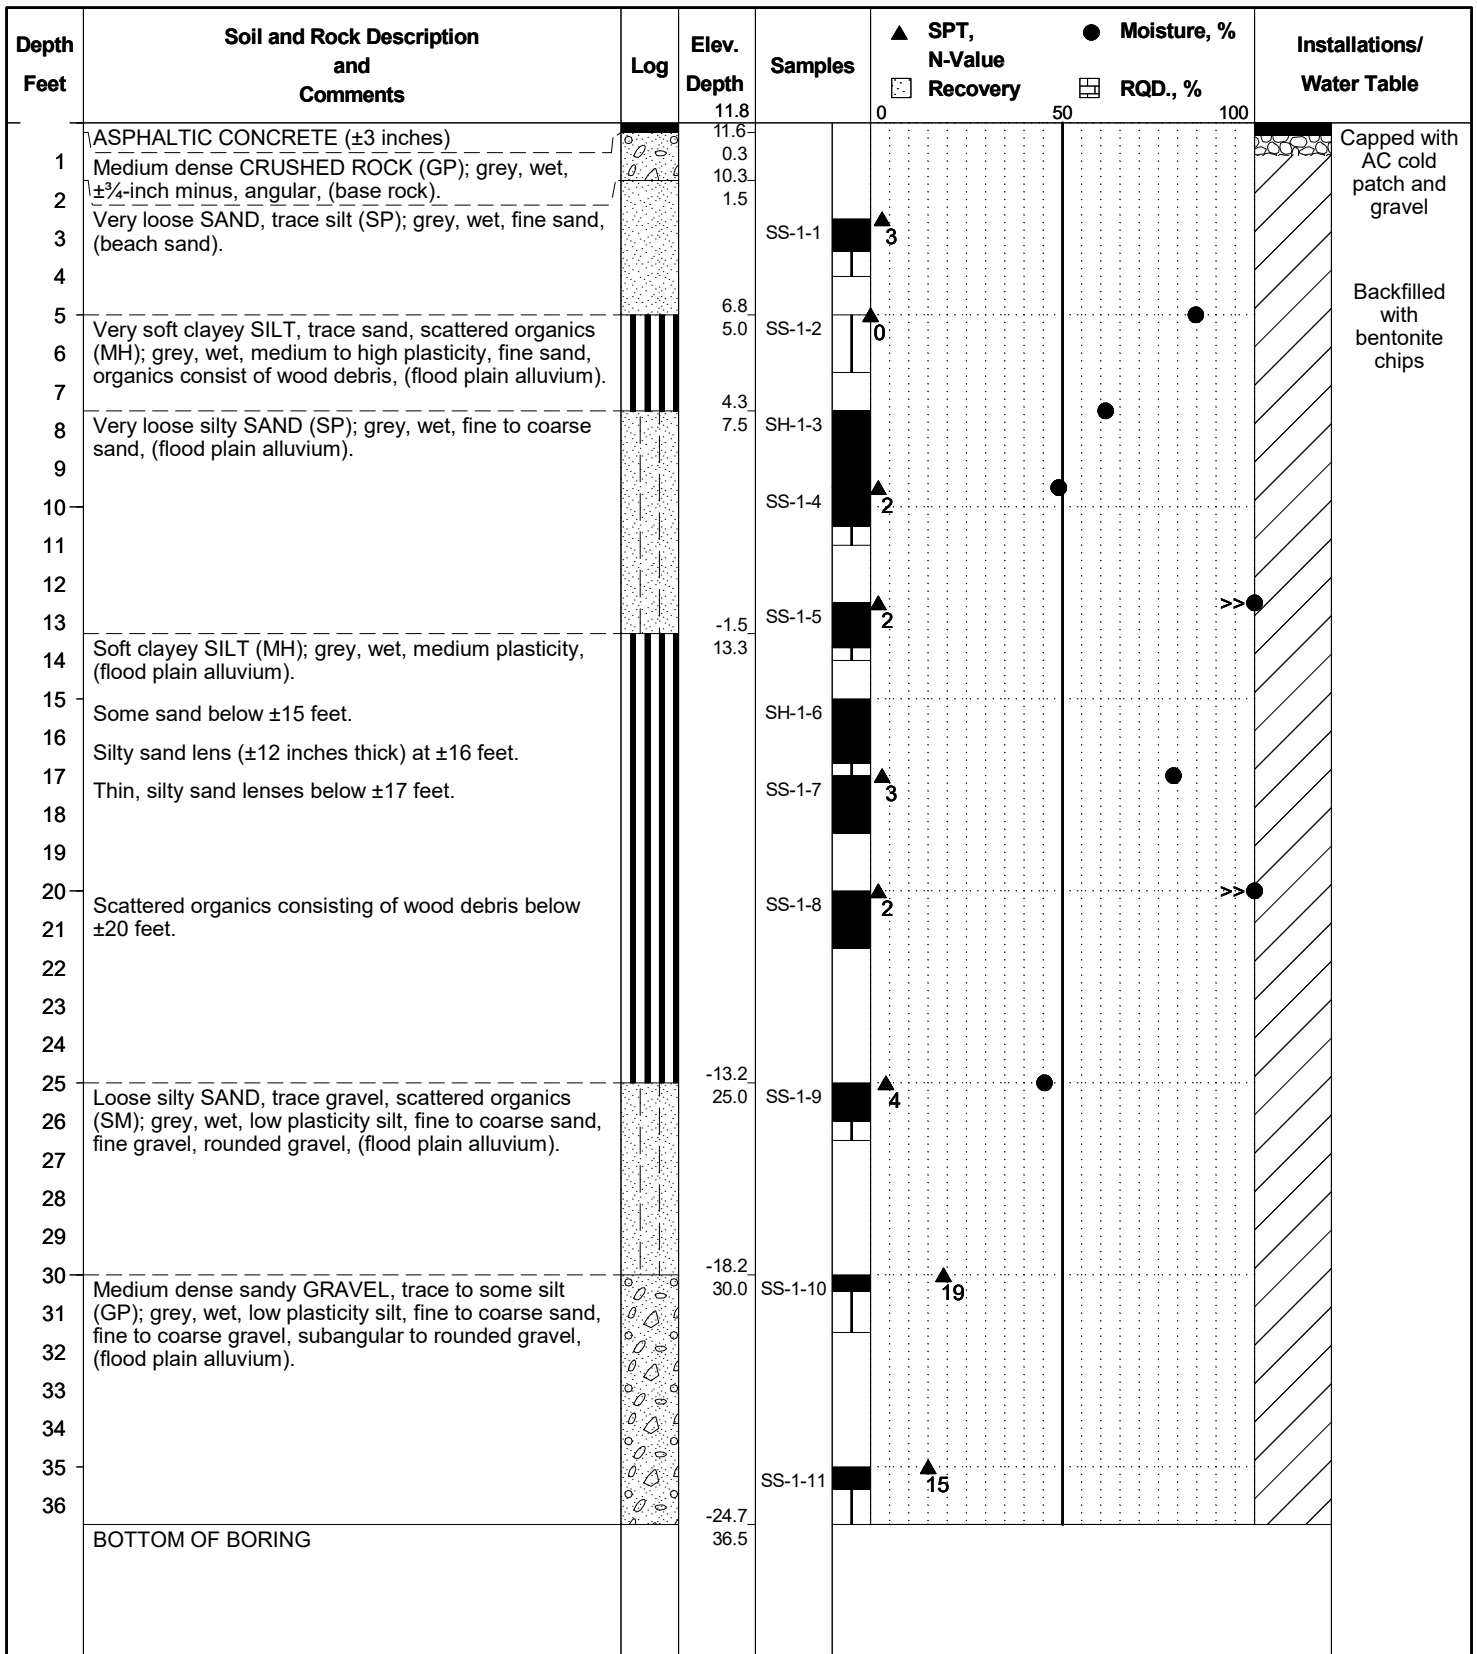 Depth
Feet
Soil and Rock Description
and
Comments
Log
Elev.
Depth
11.8
Samples
SPT,
N-Value
Recovery
Moisture, %
RQD., %
0 50 100
Installations/
Water Table
ASPHALTIC CONCRETE (±3 inches)
11.6
0.3
Medium dense CRUSHED ROCK (GP); grey, wet,
±¾-inch minus, angular, (base rock).
10.3
1.5
Very loose SAND, trace silt (SP); grey, wet, fine sand,
(beach sand).
Capped with
AC cold
patch and
gravel
1
2
3
4
SS-1-1
3
Backfilled
with
bentonite
chips
6.8
5
5.0
Very soft clayey SILT, trace sand, scattered organics
(MH); grey, wet, medium to high plasticity, fine sand,
organics consist of wood debris, (flood plain alluvium).
SS-1-2
0
6
7
4.3
7.5
Very loose silty SAND (SP); grey, wet, fine to coarse
sand, (flood plain alluvium).
SH-1-3
8
9
SS-1-4
2
10
11
12
>>
SS-1-5
2
13
-1.5
13.3
Soft clayey SILT (MH); grey, wet, medium plasticity,
(flood plain alluvium).
14
15
Some sand below ±15 feet.
SH-1-6
16
Silty sand lens (±12 inches thick) at ±16 feet.
17
Thin, silty sand lenses below ±17 feet.
SS-1-7
3
18
19
20
>>
Scattered organics consisting of wood debris below
±20 feet.
SS-1-8
2
21
22
23
24
-13.2
25
25.0
Loose silty SAND, trace gravel, scattered organics
(SM); grey, wet, low plasticity silt, fine to coarse sand,
fine gravel, rounded gravel, (flood plain alluvium).
SS-1-9
4
26
27
28
29
-18.2
30
30.0
Medium dense sandy GRAVEL, trace to some silt
(GP); grey, wet, low plasticity silt, fine to coarse sand,
fine to coarse gravel, subangular to rounded gravel,
(flood plain alluvium).
SS-1-10
19
31
32
33
34
35
SS-1-11
15
36
-24.7
36.5
BOTTOM OF BORING